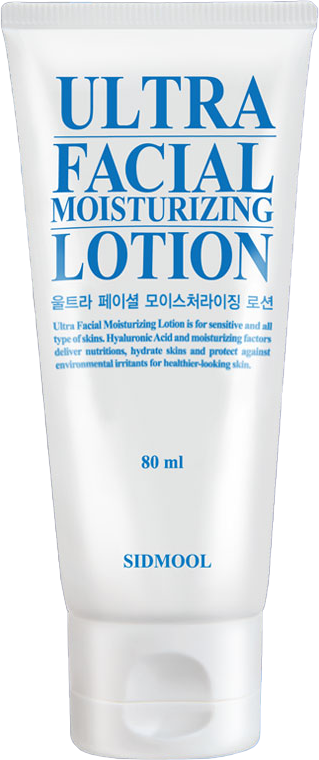 ULTRA
FACIAL
MOISTURIZING
LOTION
울트라 페이셜 모이스처라이징 로션
Ultra Facial Moisturizing Lotion is for sensitive and all
type of skins. Hyaluronic Acid and moisturizing factors
deliver nutritions, hydrate skins and protect against
environmental irritants for healthier-looking skin.
80 ml
SIDMOOL